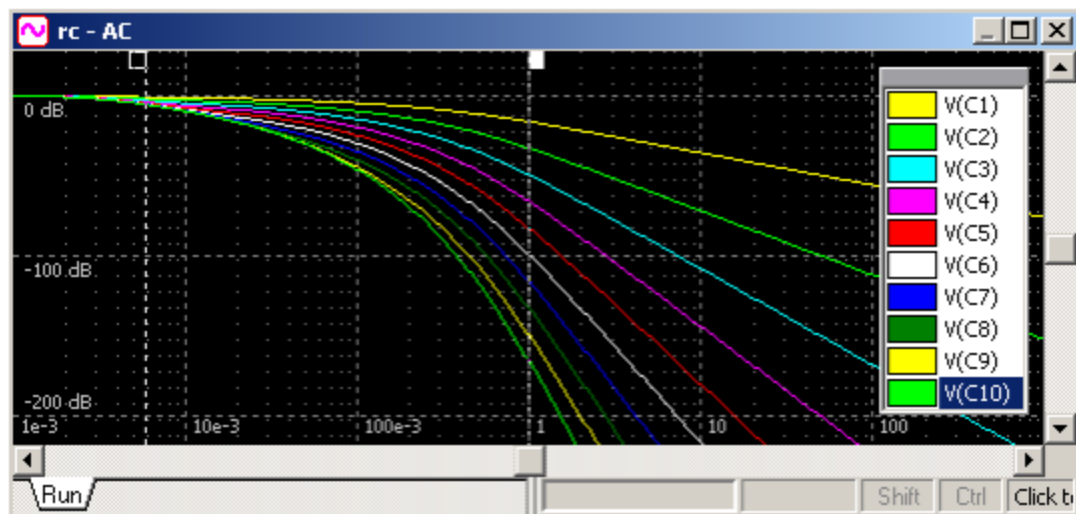 rc - AC
0 dB
-100 dB
-200 dB
1e-3 10e-3 100e-3 1 10 100
V(C1)
V(C2)
V(C3)
V(C4)
V(C5)
V(C6)
V(C7)
V(C8)
V(C9)
V(C10)
Run
Shift Ctrl Click t